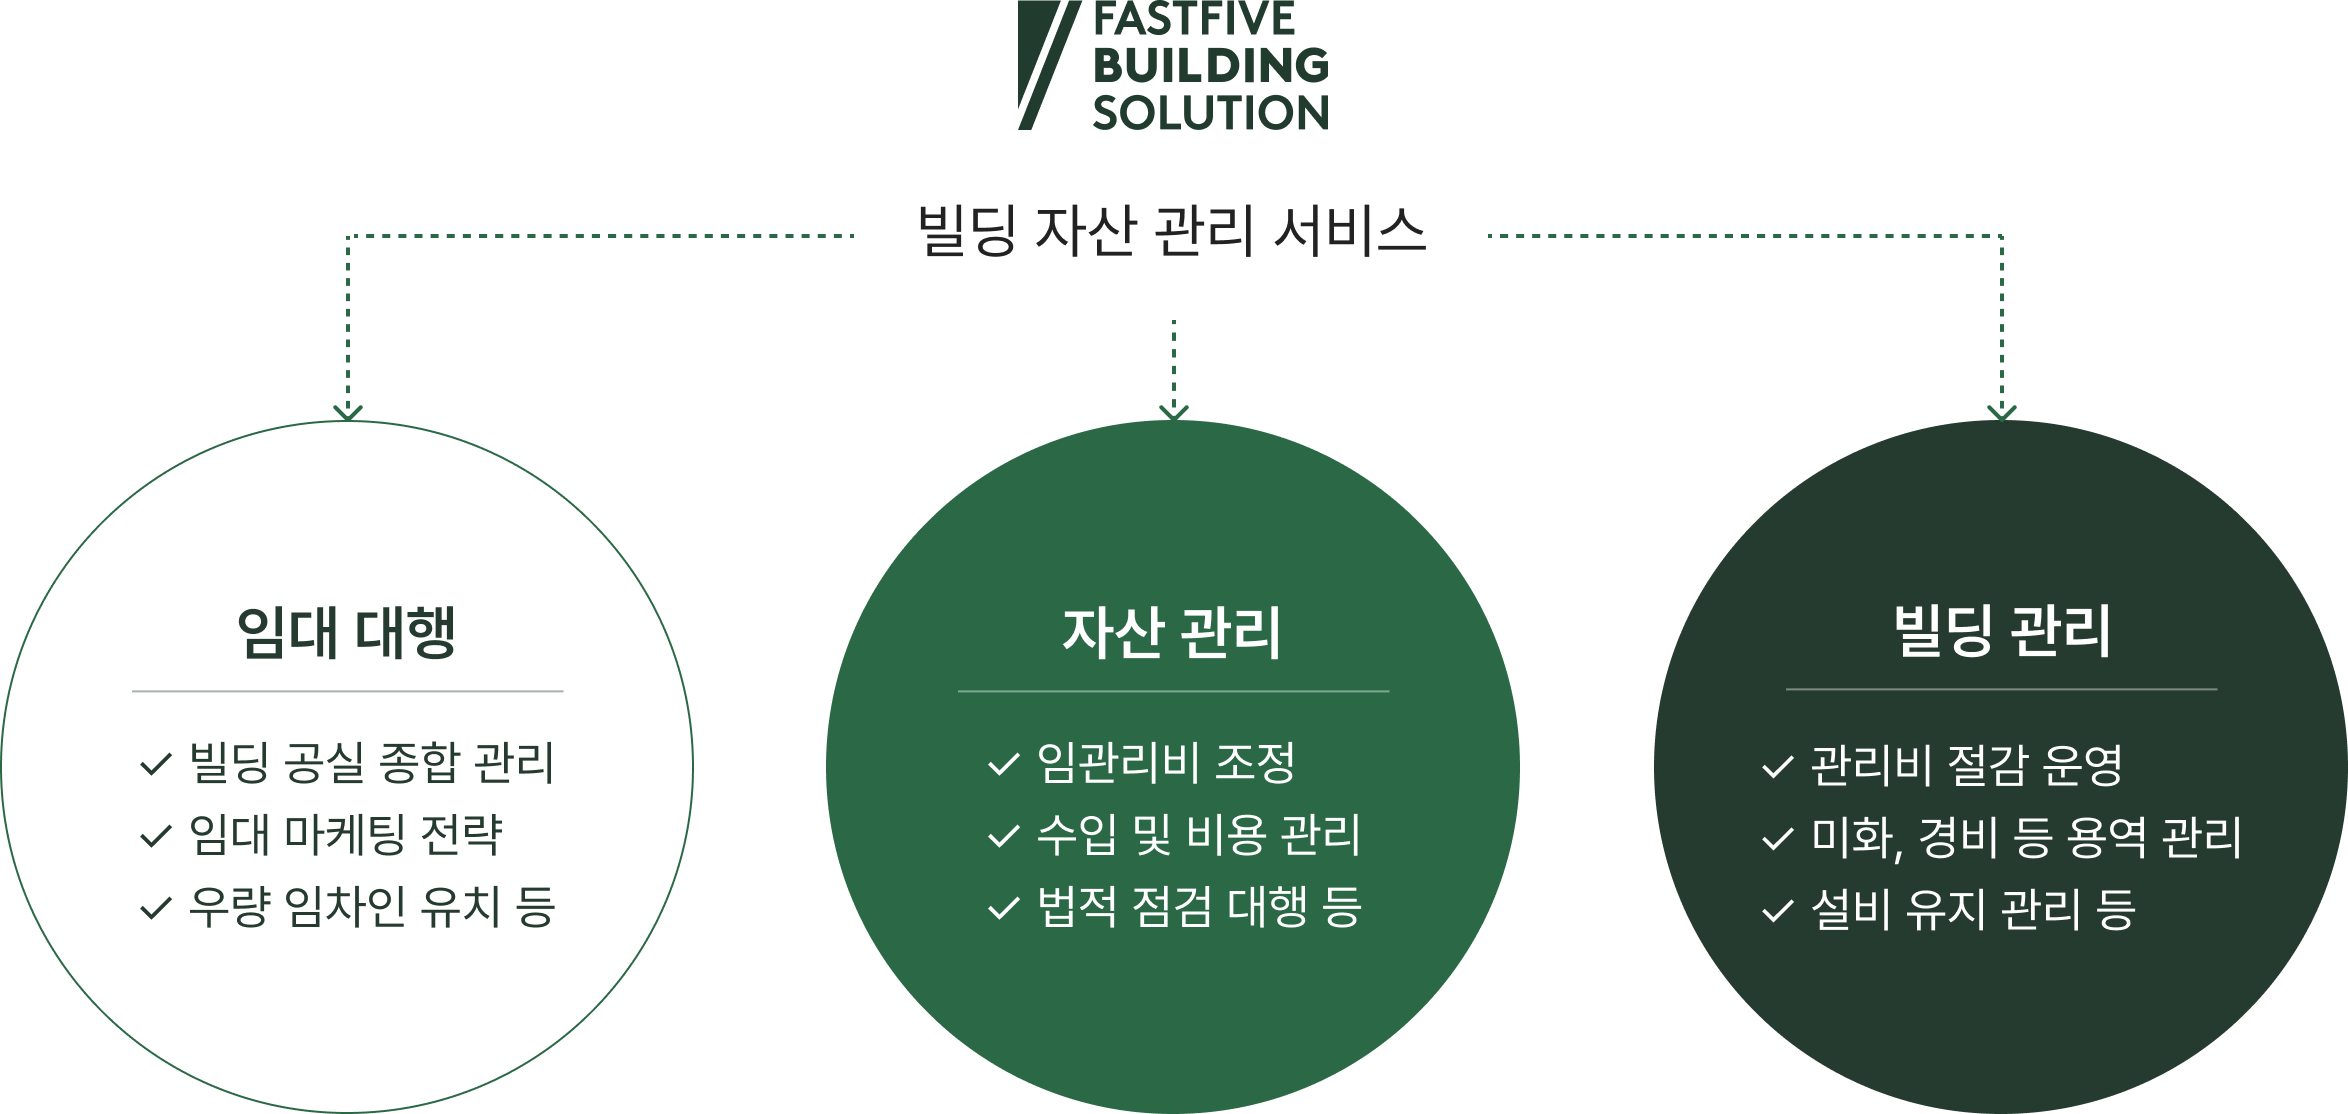 FASTFIVE
BUILDING
SOLUTION
빌딩 자산 관리 서비스
임대 대행
빌딩 공실 종합 관리
임대 마케팅 전략
우량 임차인 유치 등
자산 관리
임관리비 조정
수입 및 비용 관리
법적 점검 대행 등
빌딩 관리
관리비 절감 운영
미화, 경비 등 용역 관리
설비 유지 관리 등